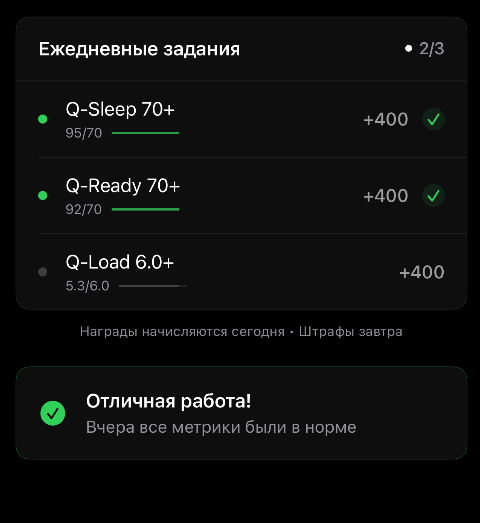 Ежедневные задания
2/3
Q-Sleep 70+
+400
95/70
Q-Ready 70+
+400
92/70
Q-Load 6.0+
+400
5.3/6.0
Награды начисляются сегодня • Штрафы завтра
Отличная работа!
Вчера все метрики были в норме